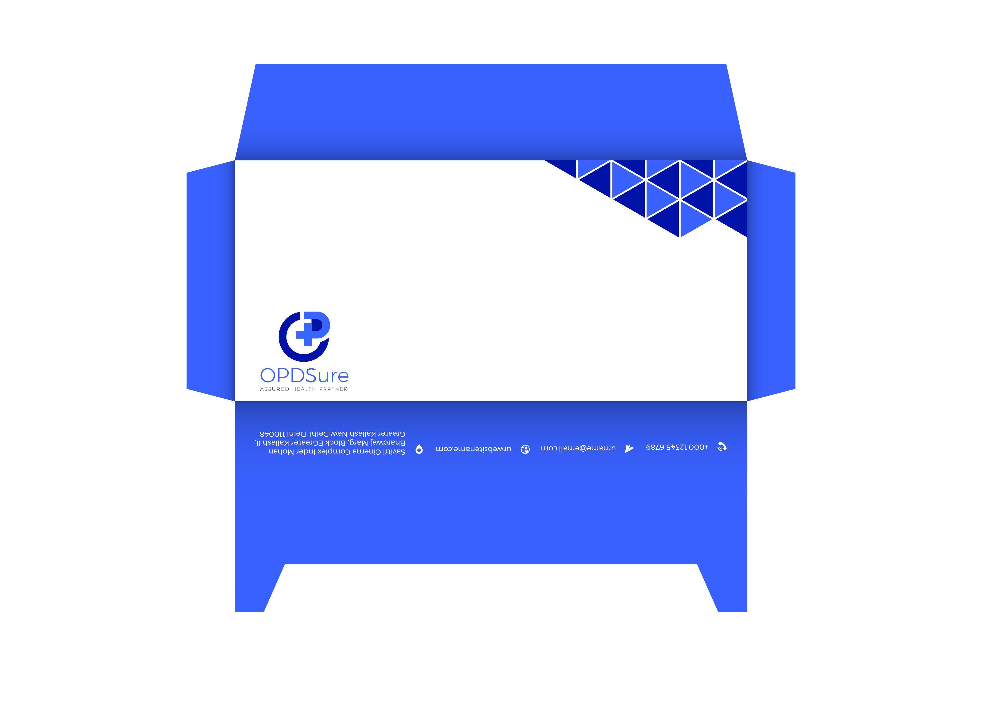 OPDSure
ASSURED HEALTH PARTNER
+000 12345 6789
urname@email.com
urwebsitename.com
Savitri Cinema Complex Inder Mohan
Bhardwaj Marg, Block EGreater Kailash II,
Greater Kailash New Delhi, Delhi 110048